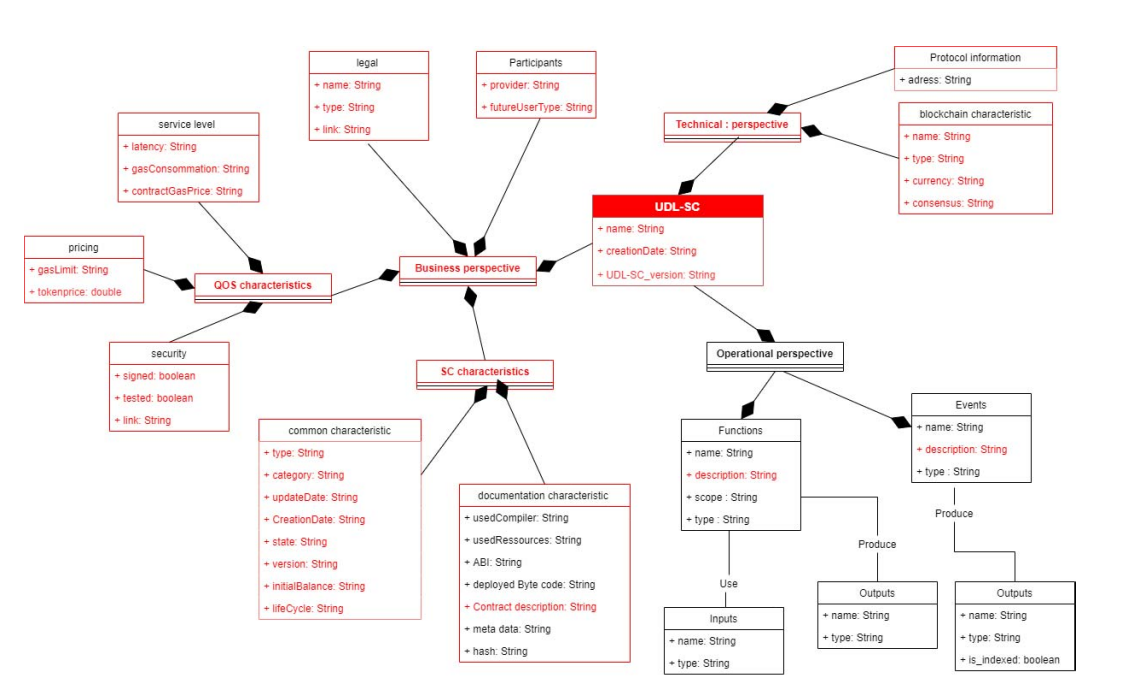 Protocol information
+ adress: String
legal
+ name: String
+ type: String
+ link: String
Participants
+ provider: String
+ futureUserType: String
Technical : perspective
blockchain characteristic
+ name: String
+ type: String
+ currency: String
+ consensus: String
service level
+ latency: String
+ gasConsommation: String
+ contractGasPrice: String
UDL-SC
+ name: String
+ creationDate: String
+ UDL-SC_version: String
pricing
+ gasLimit: String
+ tokenprice: double
QOS characteristics
Business perspective
security
+ signed: boolean
+ tested: boolean
+ link: String
SC characteristics
Operational perspective
common characteristic
+ type: String
+ category: String
+ updateDate: String
+ CreationDate: String
+ state: String
+ version: String
+ initialBalance: String
+ lifeCycle: String
documentation characteristic
+ usedCompiler: String
+ usedRessources: String
+ ABI: String
+ deployed Byte code: String
+ Contract description: String
+ meta data: String
+ hash: String
Functions
+ name: String
+ description: String
+ scope : String
+ type : String
Events
+ name: String
+ description: String
+ type : String
Use
Produce
Produce
Inputs
+ name: String
+ type: String
Outputs
+ name: String
+ type: String
Outputs
+ name: String
+ type: String
+ is_indexed: boolean